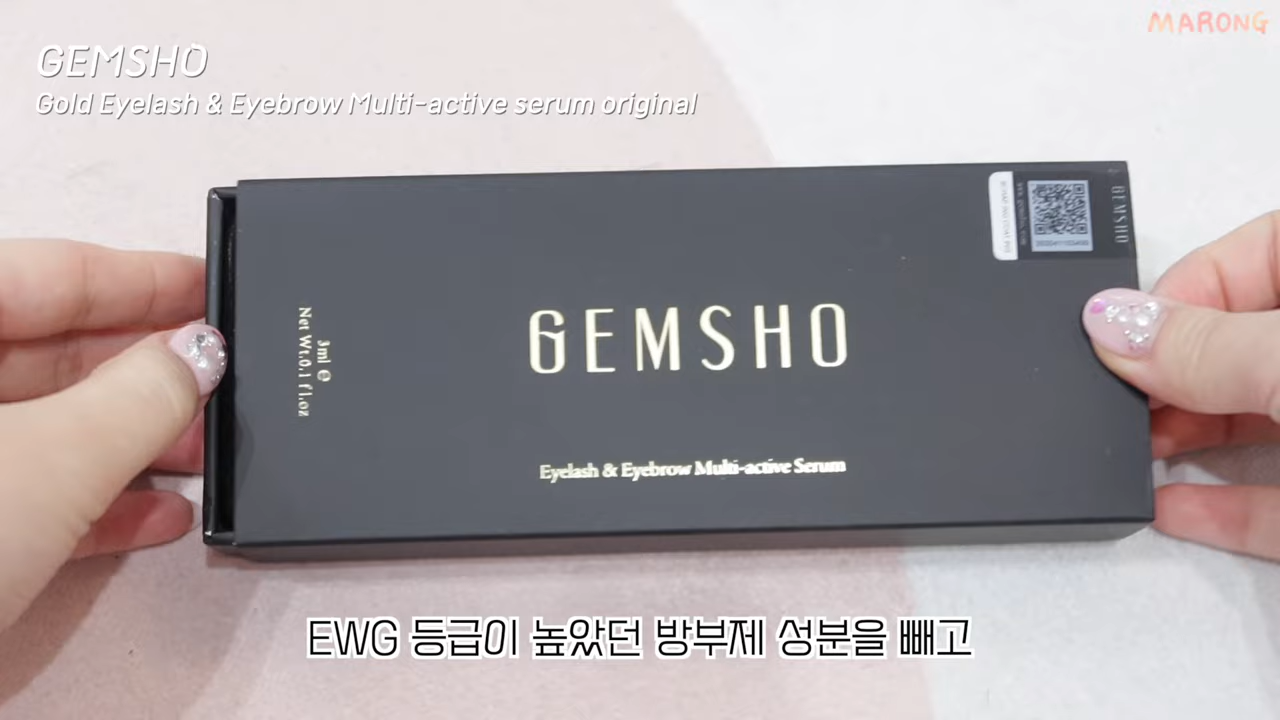 MARONG
GEMSHO
Gold Eyelash & Eyebrow Multi-active serum original
GEMSHO
GEMSHO
Eyelash & Eyebrow Multi-active Serum
3ml ℮
Net Wt.0.1 fl.oz
EWG 등급이 높았던 방부제 성분을 빼고